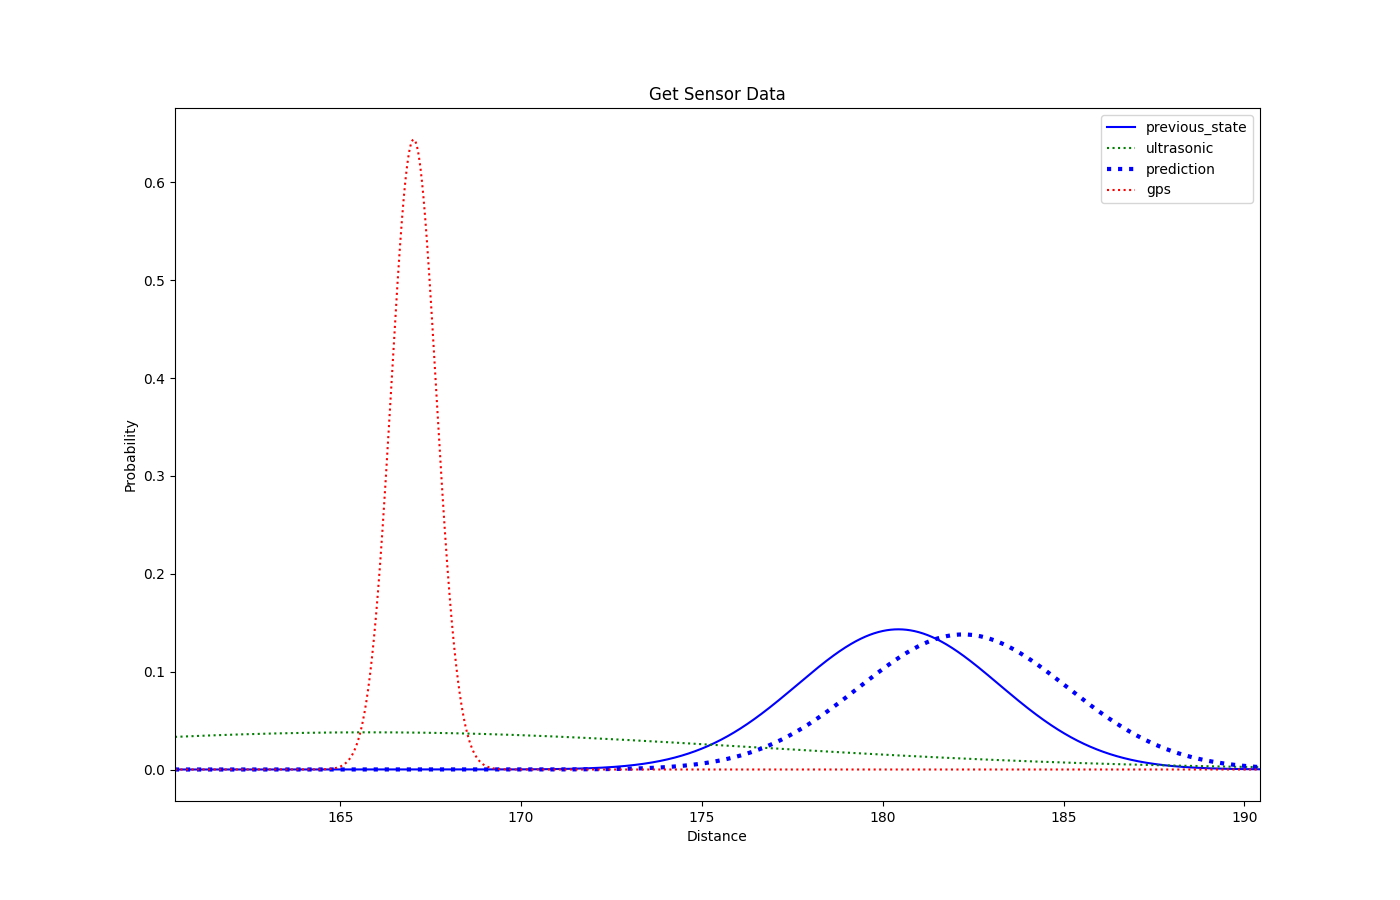 Get Sensor Data
previous_state
ultrasonic
prediction
gps
0.6
0.5
0.4
0.3
0.2
0.1
0.0
Probability
165 170 175 180 185 190
Distance